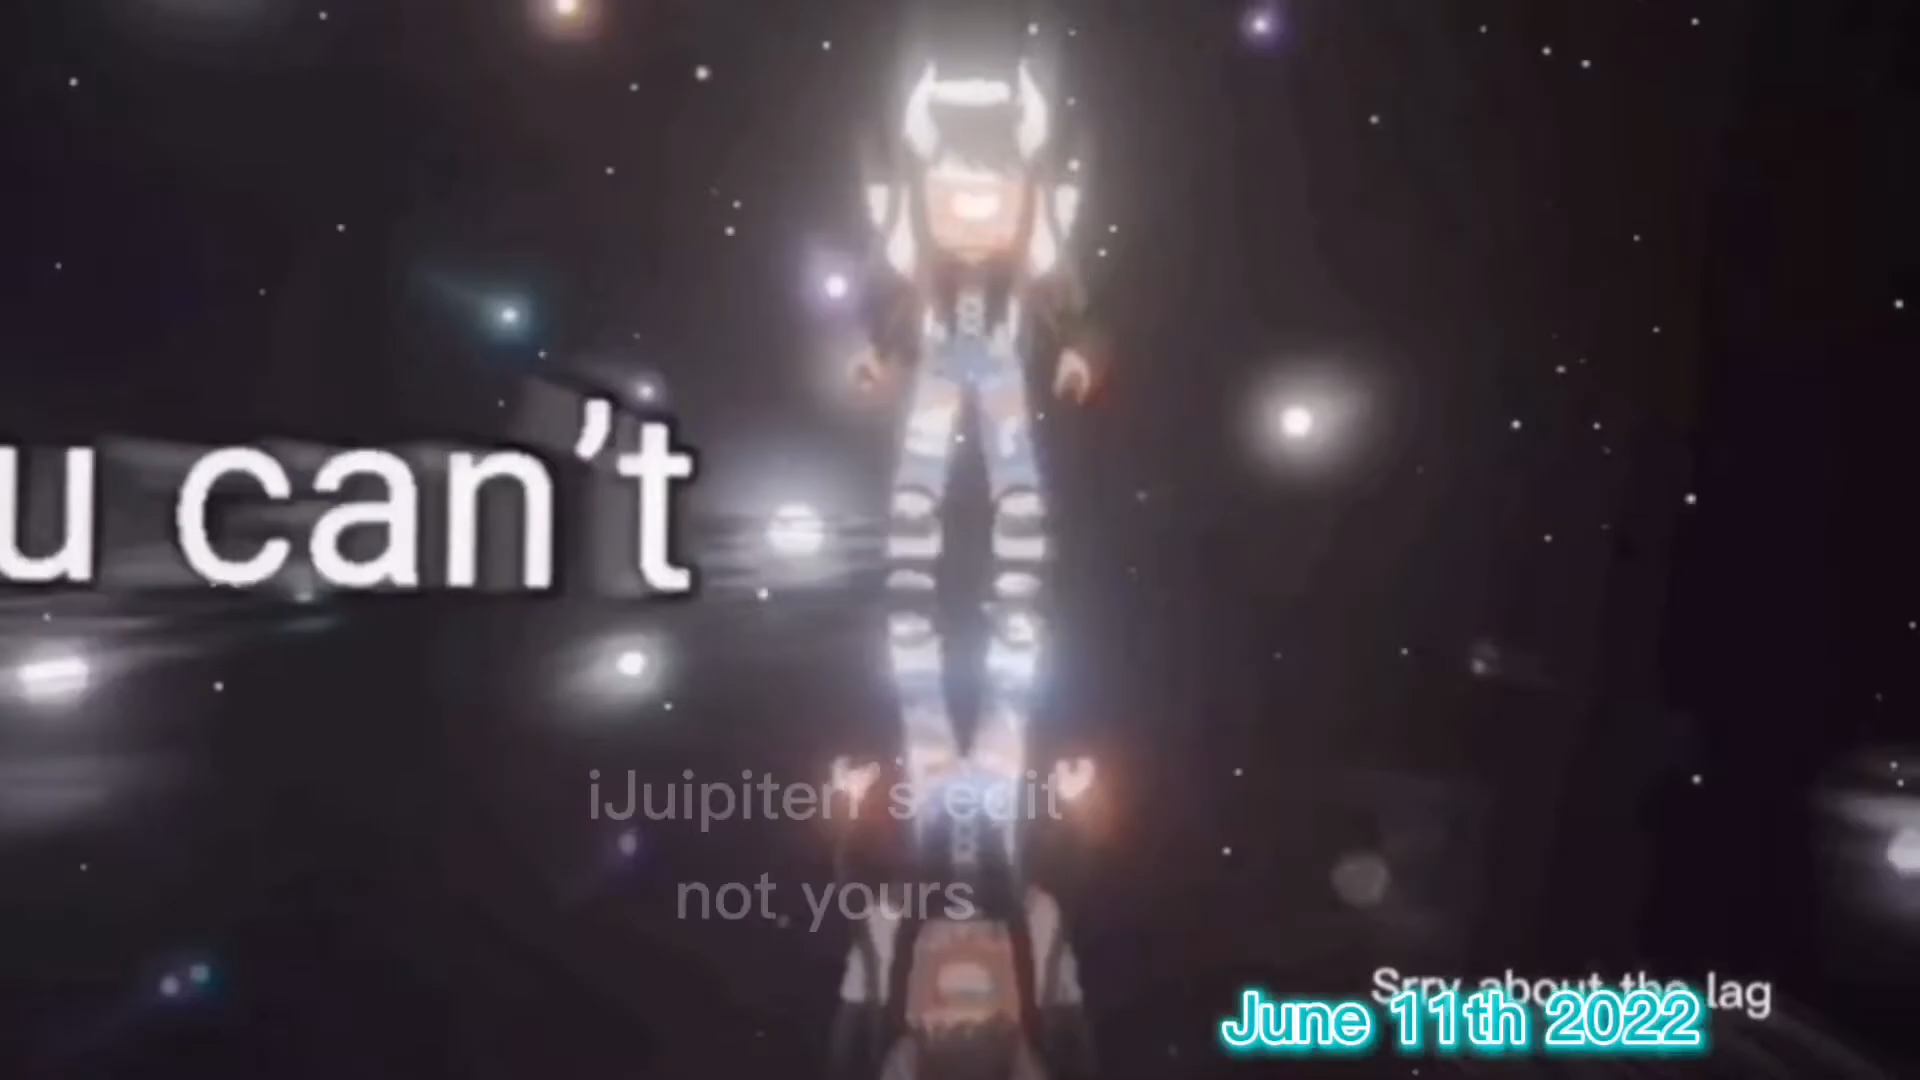 u can't
iJuipiterr's edit
not yours
Srry about the lag
June 11th 2022